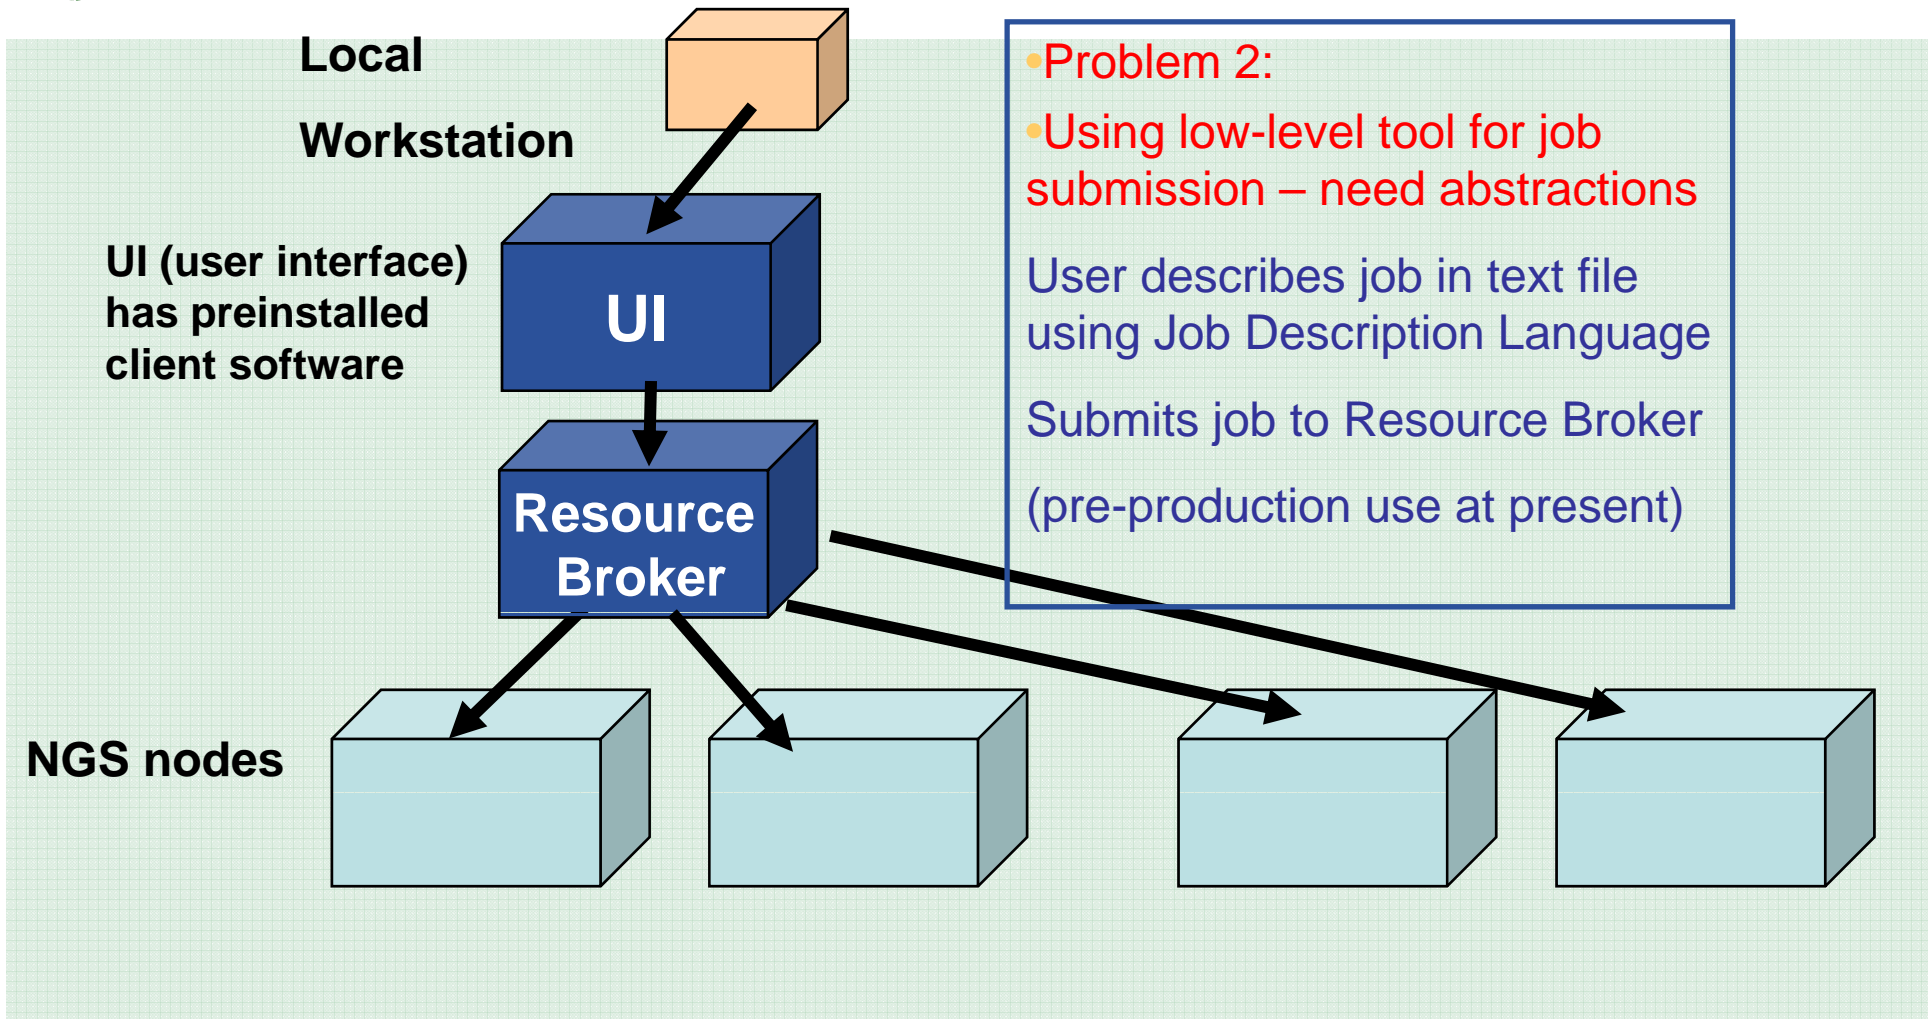 Local
Workstation
UI (user interface)
has preinstalled
client software
UI
Resource
Broker
NGS nodes
•Problem 2:
•Using low-level tool for job
submission – need abstractions
User describes job in text file
using Job Description Language
Submits job to Resource Broker
(pre-production use at present)